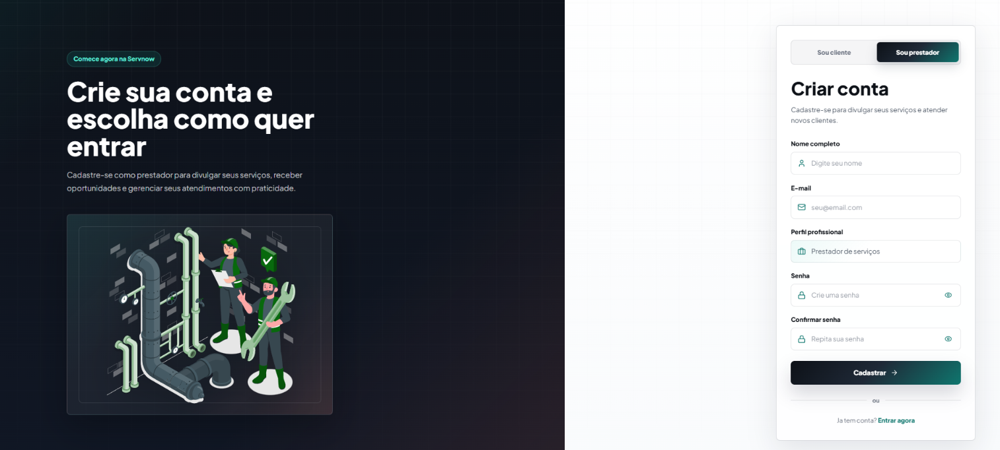 Comece agora na Servnow
Crie sua conta e
escolha como quer
entrar
Cadastre-se como prestador para divulgar seus serviços, receber
oportunidades e gerenciar seus atendimentos com praticidade.
Sou cliente
Sou prestador
Criar conta
Cadastre-se para divulgar seus serviços e atender
novos clientes.
Nome completo
Digite seu nome
E-mail
seu@email.com
Perfil profissional
Prestador de serviços
Senha
Crie uma senha
Confirmar senha
Repita sua senha
Cadastrar →
ou
Ja tem conta? Entrar agora